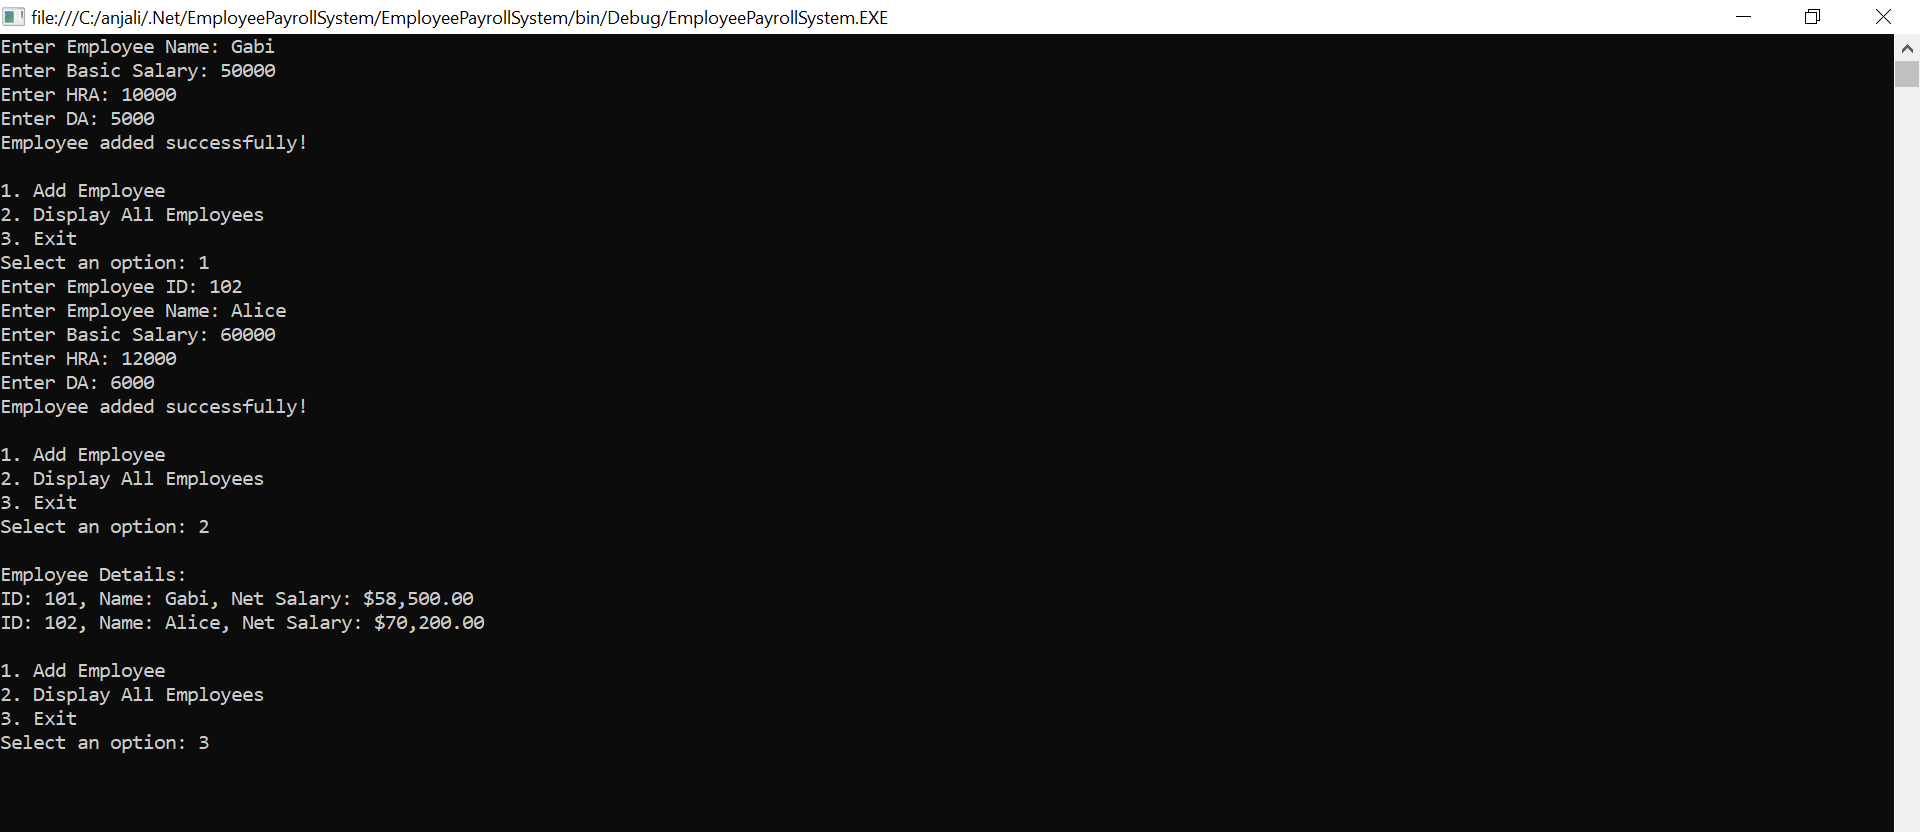 file:///C:/anjali/.Net/EmployeePayrollSystem/EmployeePayrollSystem/bin/Debug/EmployeePayrollSystem.EXE
Enter Employee Name: Gabi
Enter Basic Salary: 50000
Enter HRA: 10000
Enter DA: 5000
Employee added successfully!
1. Add Employee
2. Display All Employees
3. Exit
Select an option: 1
Enter Employee ID: 102
Enter Employee Name: Alice
Enter Basic Salary: 60000
Enter HRA: 12000
Enter DA: 6000
Employee added successfully!
1. Add Employee
2. Display All Employees
3. Exit
Select an option: 2
Employee Details:
ID: 101, Name: Gabi, Net Salary: $58,500.00
ID: 102, Name: Alice, Net Salary: $70,200.00
1. Add Employee
2. Display All Employees
3. Exit
Select an option: 3